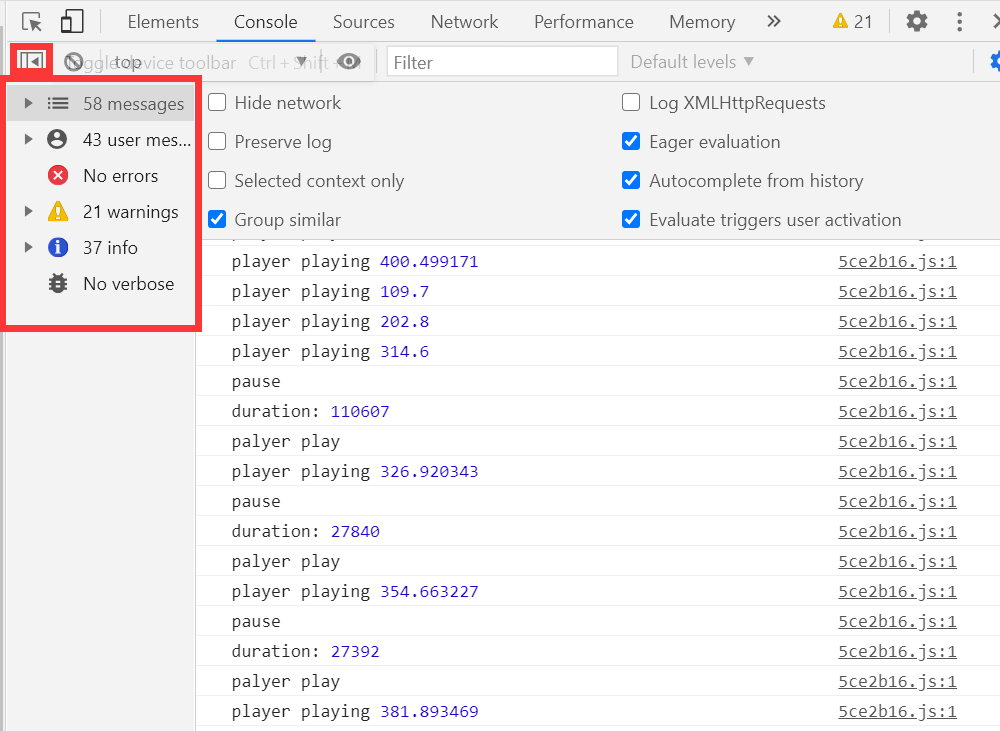 Elements Console Sources Network Performance Memory 21
Toggle device toolbar Ctrl + Shift + top Filter Default levels
58 messages
43 user mes...
No errors
21 warnings
37 info
No verbose
Hide network Log XMLHttpRequests
Preserve log Eager evaluation
Selected context only Autocomplete from history
Group similar Evaluate triggers user activation
player playing 400.499171 5ce2b16.js:1
player playing 109.7 5ce2b16.js:1
player playing 202.8 5ce2b16.js:1
player playing 314.6 5ce2b16.js:1
pause 5ce2b16.js:1
duration: 110607 5ce2b16.js:1
palyer play 5ce2b16.js:1
player playing 326.920343 5ce2b16.js:1
pause 5ce2b16.js:1
duration: 27840 5ce2b16.js:1
palyer play 5ce2b16.js:1
player playing 354.663227 5ce2b16.js:1
pause 5ce2b16.js:1
duration: 27392 5ce2b16.js:1
palyer play 5ce2b16.js:1
player playing 381.893469 5ce2b16.js:1